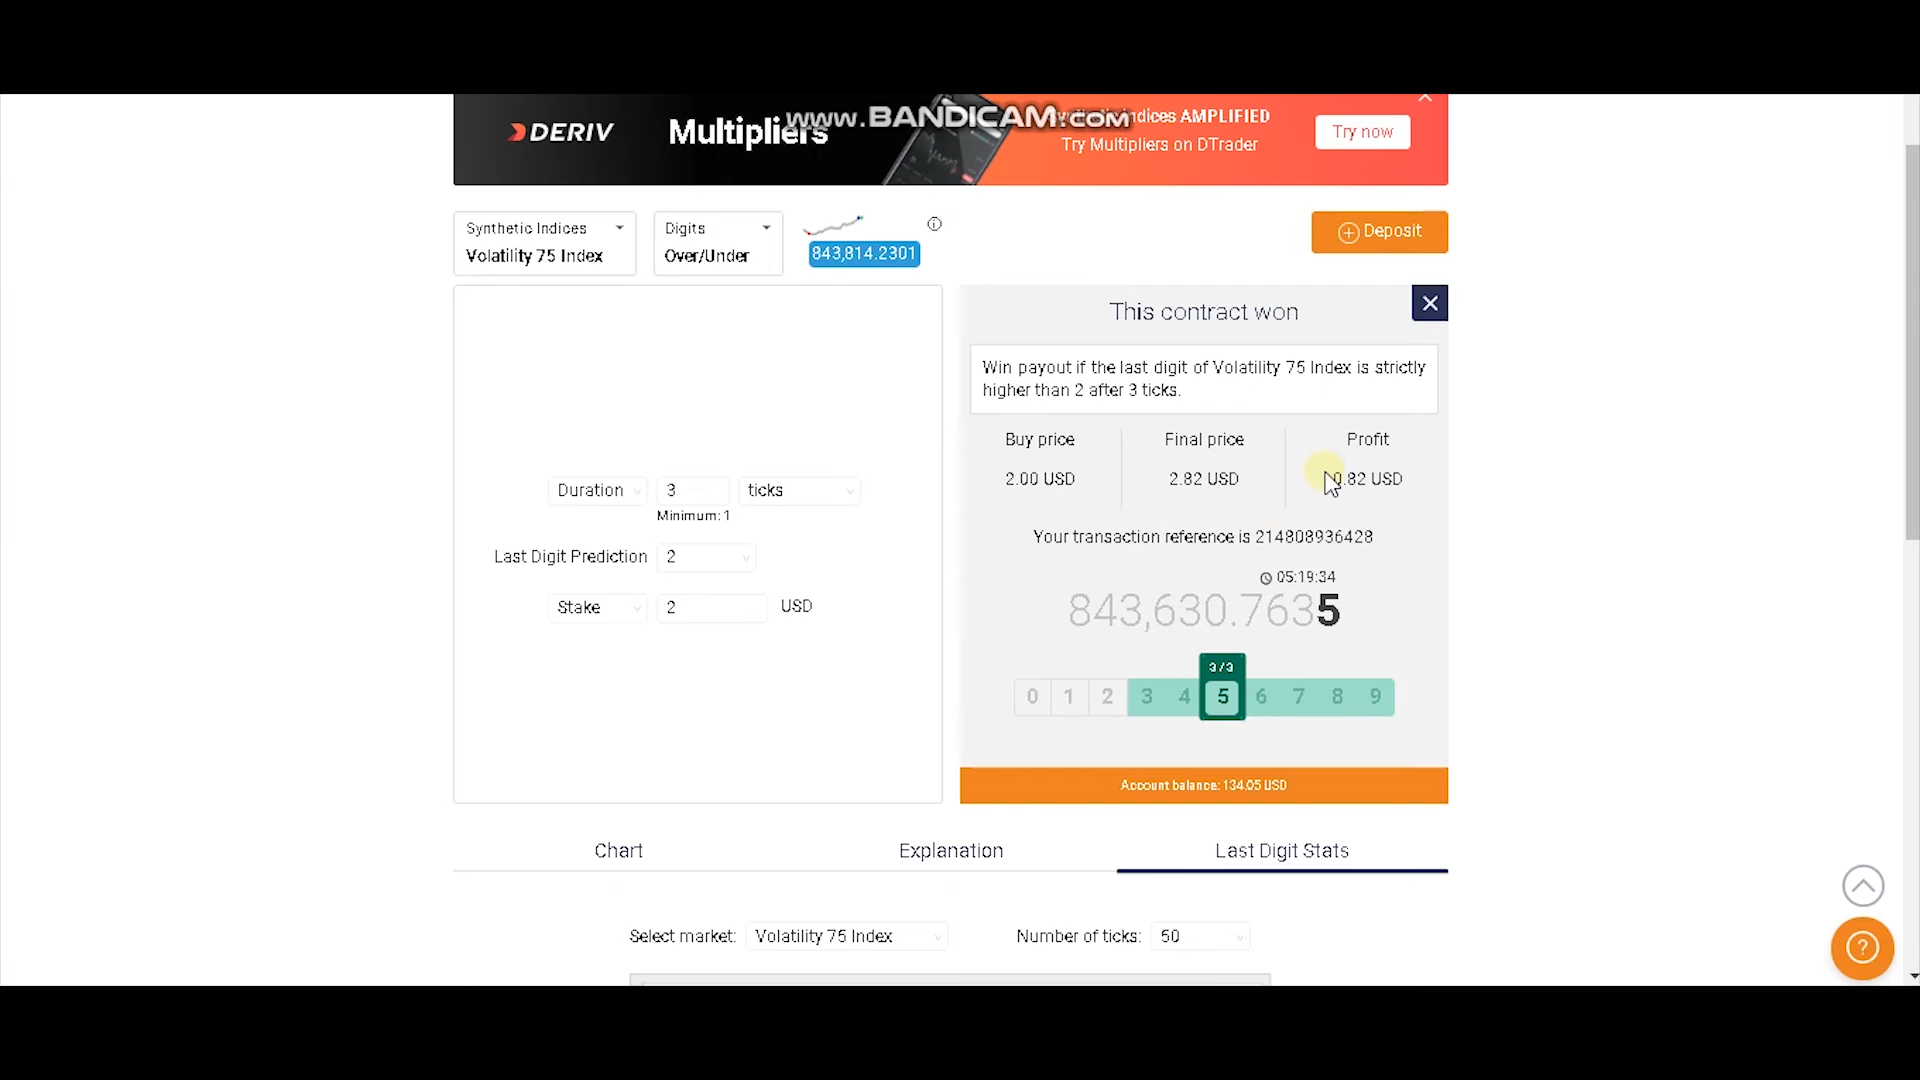 DERIV
Multipliers
www.BANDICAM.com
indices AMPLIFIED
Try Multipliers on DTrader
Try now
Synthetic Indices
Volatility 75 Index
Digits
Over/Under
843,814.2301
Deposit
This contract won
Win payout if the last digit of Volatility 75 Index is strictly
higher than 2 after 3 ticks.
Buy price
Final price
Profit
2.00 USD
2.82 USD
0.82 USD
Duration
3
ticks
Minimum: 1
Last Digit Prediction
2
Stake
2
USD
Your transaction reference is 214808936428
05:19:34
843,630.7635
3/3
0 1 2 3 4 5 6 7 8 9
Account balance: 134.05 USD
Chart
Explanation
Last Digit Stats
Select market:
Volatility 75 Index
Number of ticks:
50